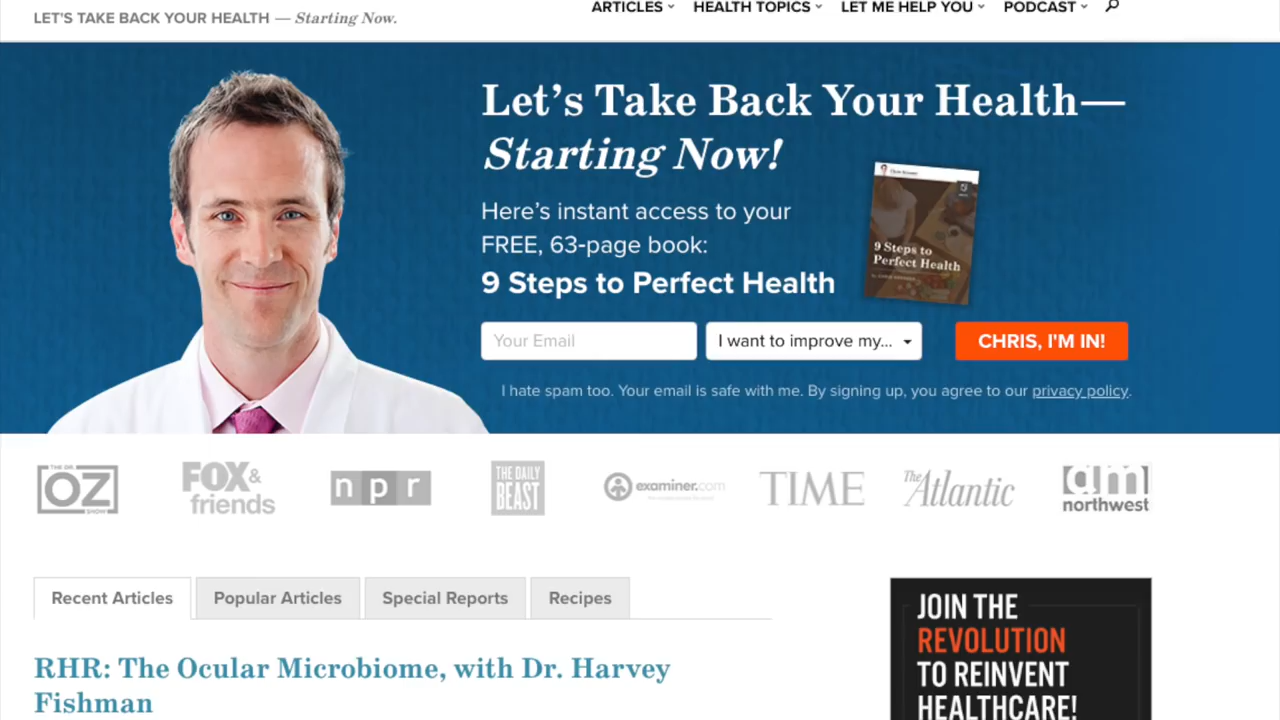 LET'S TAKE BACK YOUR HEALTH — Starting Now.
ARTICLES HEALTH TOPICS LET ME HELP YOU PODCAST
Let's Take Back Your Health—
Starting Now!
Here's instant access to your
FREE, 63-page book:
9 Steps to Perfect Health
9 Steps to
Perfect Health
Your Email
I want to improve my...
CHRIS, I'M IN!
I hate spam too. Your email is safe with me. By signing up, you agree to our privacy policy.
THE DR. OZ SHOW
FOX & friends
npr
THE DAILY BEAST
examiner.com
TIME
The Atlantic
am northwest
Recent Articles
Popular Articles
Special Reports
Recipes
RHR: The Ocular Microbiome, with Dr. Harvey
Fishman
JOIN THE
REVOLUTION
TO REINVENT
HEALTHCARE!